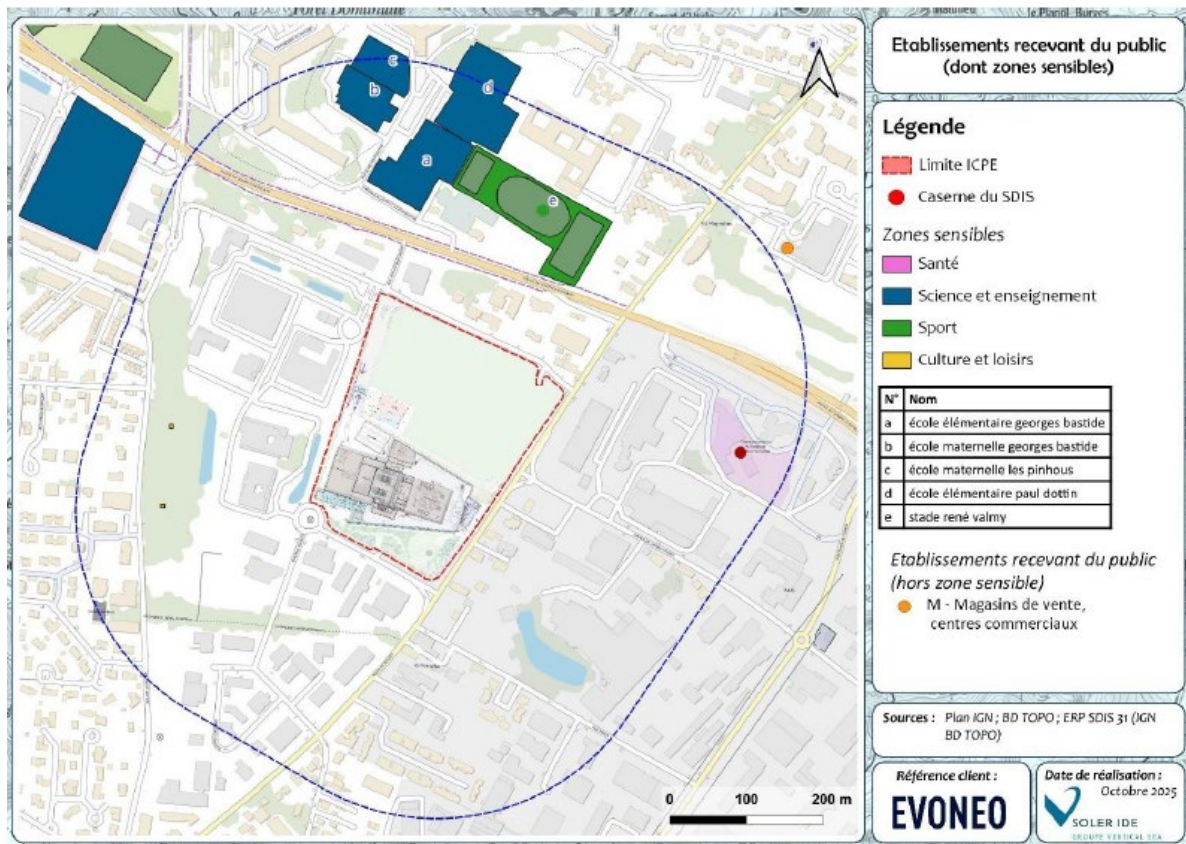 Etablissements recevant du public
(dont zones sensibles)
Légende
Limite ICPE
Caserne du SDIS
Zones sensibles
Santé
Science et enseignement
Sport
Culture et loisirs
N° Nom
a école élémentaire georges bastide
b école maternelle georges bastide
c école maternelle les pinhous
d école élémentaire paul dottin
e stade rené valmy
Etablissements recevant du public
(hors zone sensible)
M - Magasins de vente,
centres commerciaux
Sources : Plan IGN ; BD TOPO ; ERP SDIS 31 (IGN
BD TOPO)
Référence client :
EVONEO
Date de réalisation :
Octobre 2025
SOLER IDE
GROUPE VERTICAL SEA
c
b
d
a
e
0 100 200 m